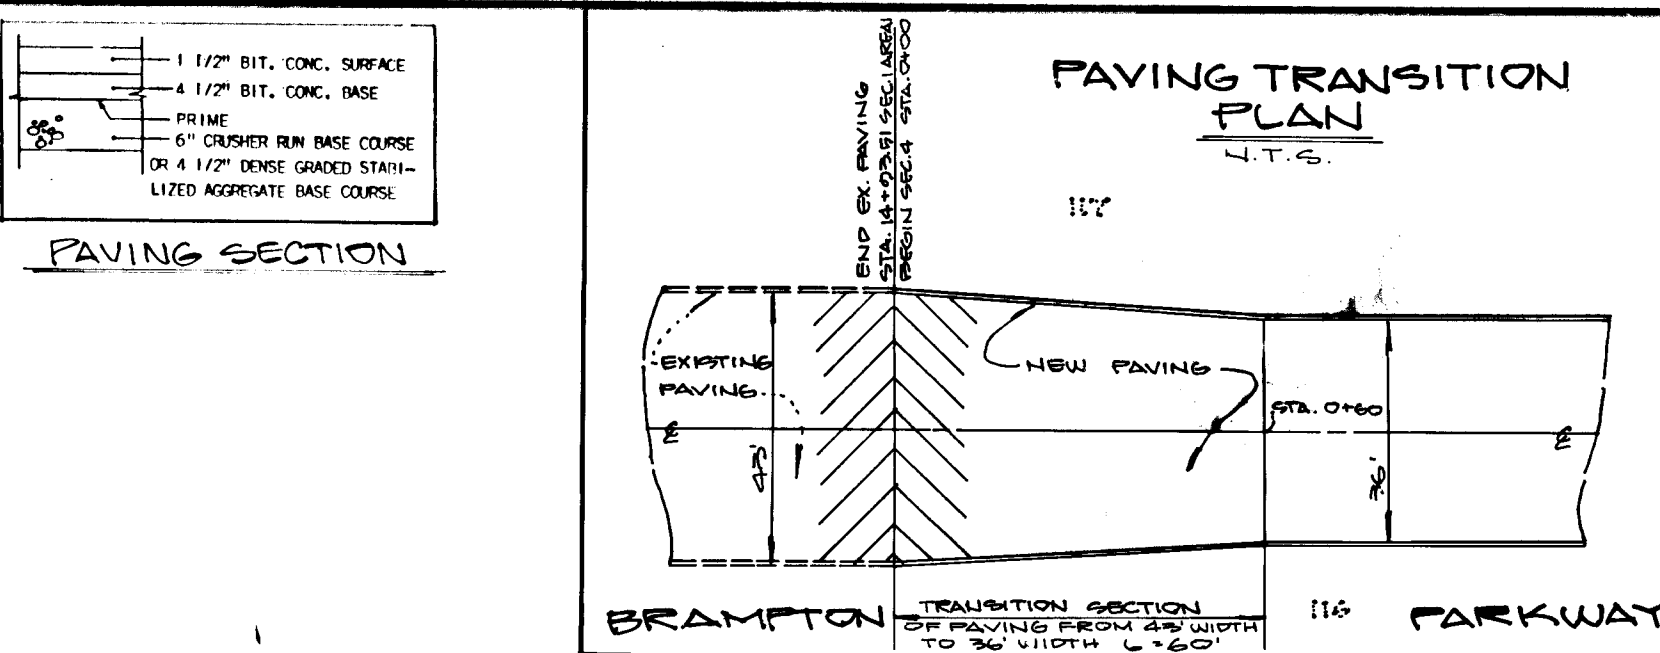 1 1/2" BIT. CONC. SURFACE
4 1/2" BIT. CONC. BASE
PRIME
6" CRUSHER RUN BASE COURSE
OR 4 1/2" DENSE GRADED STABI-
LIZED AGGREGATE BASE COURSE
PAVING SECTION
PAVING TRANSITION
PLAN
N.T.S.
END EX. PAVING
STA. 14+93.51 SEC.1 AREA
BEGIN SEC.4 STA.0+00
117
EXISTING
PAVING
NEW PAVING
STA. 0+60
℄
℄
43'
36'
BRAMPTON
TRANSITION SECTION
OF PAVING FROM 43' WIDTH
TO 36' WIDTH L=60'
116
PARKWAY